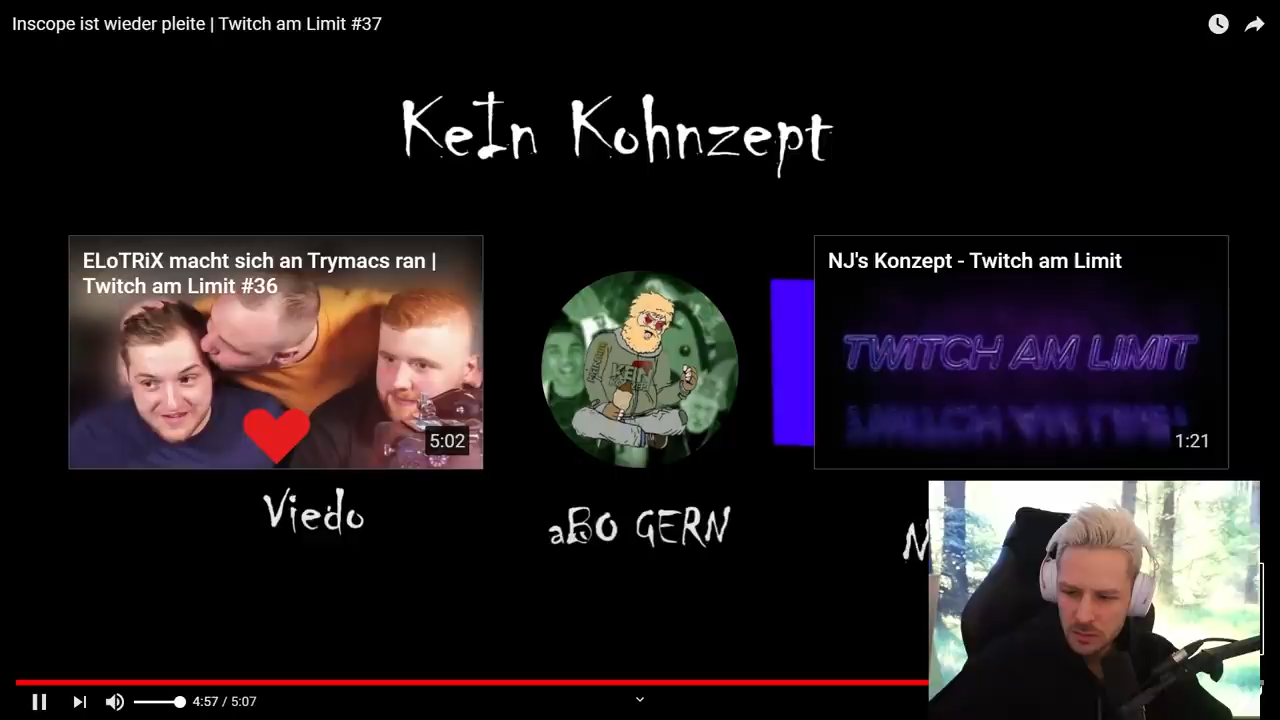 Inscope ist wieder pleite | Twitch am Limit #37
KeIn Kohnzept
ELoTRiX macht sich an Trymacs ran |
Twitch am Limit #36
5:02
KEIN
NJ's Konzept - Twitch am Limit
TWITCH AM LIMIT
1:21
Viedo
aBO GERN
4:57 / 5:07